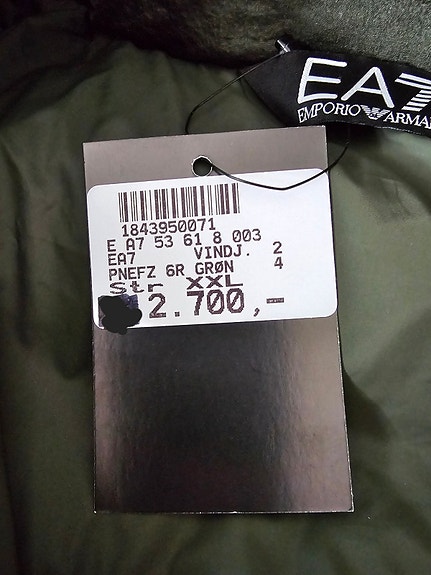 EA7
EMPORIO ARMA
1843950071
E A7 53 61 8 003
EA7 VINDJ. 2
PNEFZ 6R GRØN 4
Str XXL
2.700,-